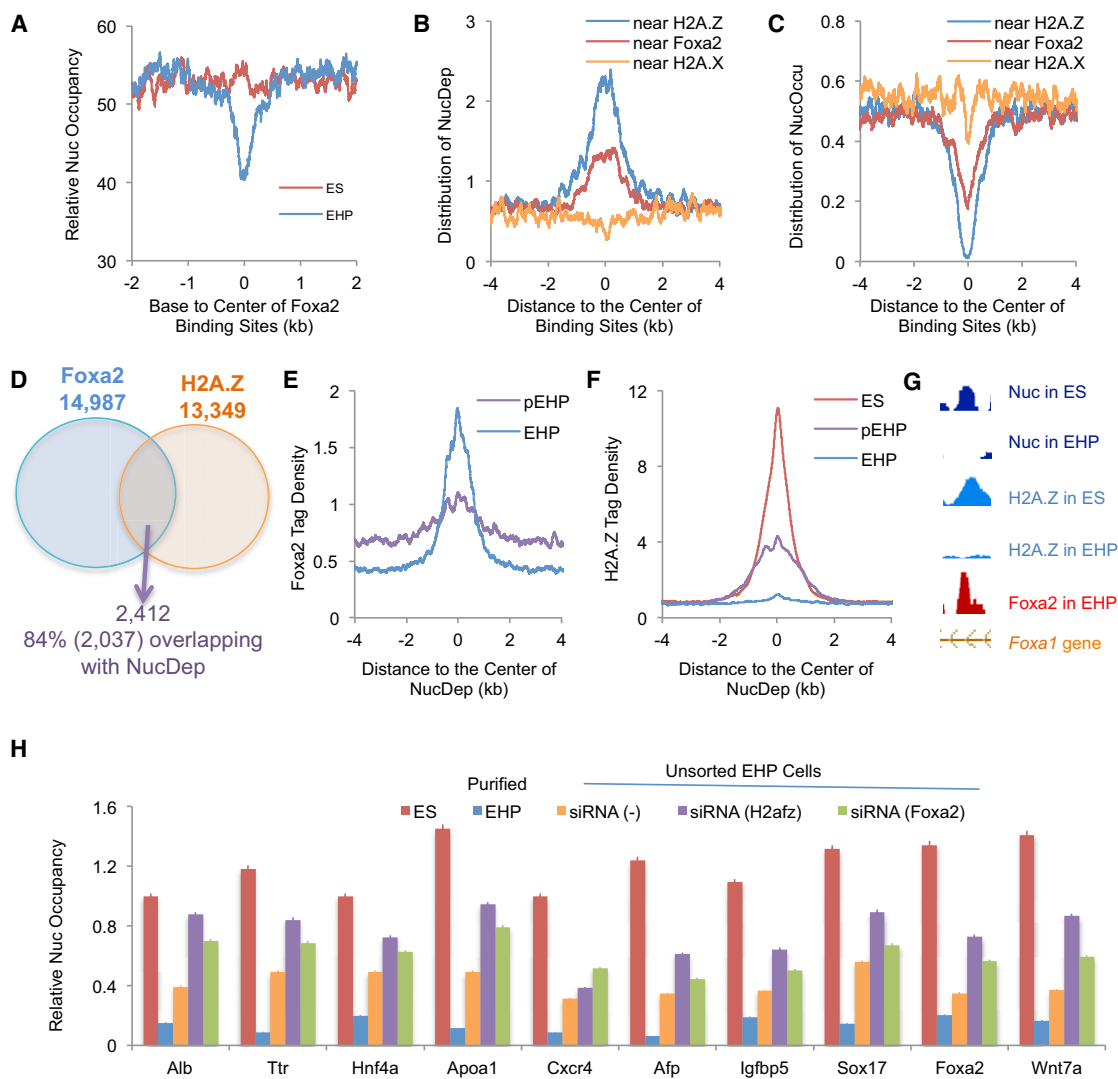 A
60
50
40
30
Relative Nuc Occupancy
ES
EHP
-2
-1
0
1
2
Base to Center of Foxa2
Binding Sites (kb)
B
3
2
1
0
Distribution of NucDep
near H2A.Z
near Foxa2
near H2A.X
-4
-2
0
2
4
Distance to the Center of
Binding Sites (kb)
C
0.8
0.6
0.4
0.2
0
Distribution of NucOccu
near H2A.Z
near Foxa2
near H2A.X
-4
-2
0
2
4
Distance to the Center of
Binding Sites (kb)
D
Foxa2
14,987
H2A.Z
13,349
2,412
84% (2,037) overlapping
with NucDep
E
2
1.5
1
0.5
0
Foxa2 Tag Density
pEHP
EHP
-4
-2
0
2
4
Distance to the Center of
NucDep (kb)
F
12
8
4
0
H2A.Z Tag Density
ES
pEHP
EHP
-4
-2
0
2
4
Distance to the Center of
NucDep (kb)
G
Nuc in ES
Nuc in EHP
H2A.Z in ES
H2A.Z in EHP
Foxa2 in EHP
Foxa1 gene
H
Purified
Unsorted EHP Cells
ES
EHP
siRNA (-)
siRNA (H2afz)
siRNA (Foxa2)
1.6
1.2
0.8
0.4
0
Relative Nuc Occupancy
Alb
Ttr
Hnf4a
Apoa1
Cxcr4
Afp
Igfbp5
Sox17
Foxa2
Wnt7a